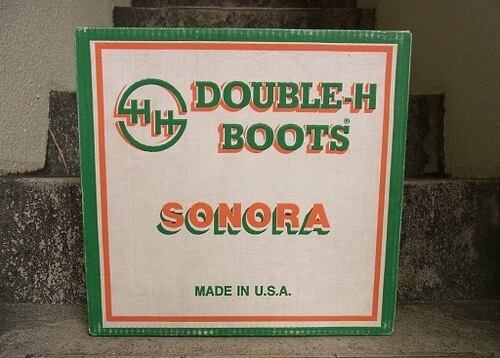 HH DOUBLE-H
BOOTS®
SONORA
MADE IN U.S.A.